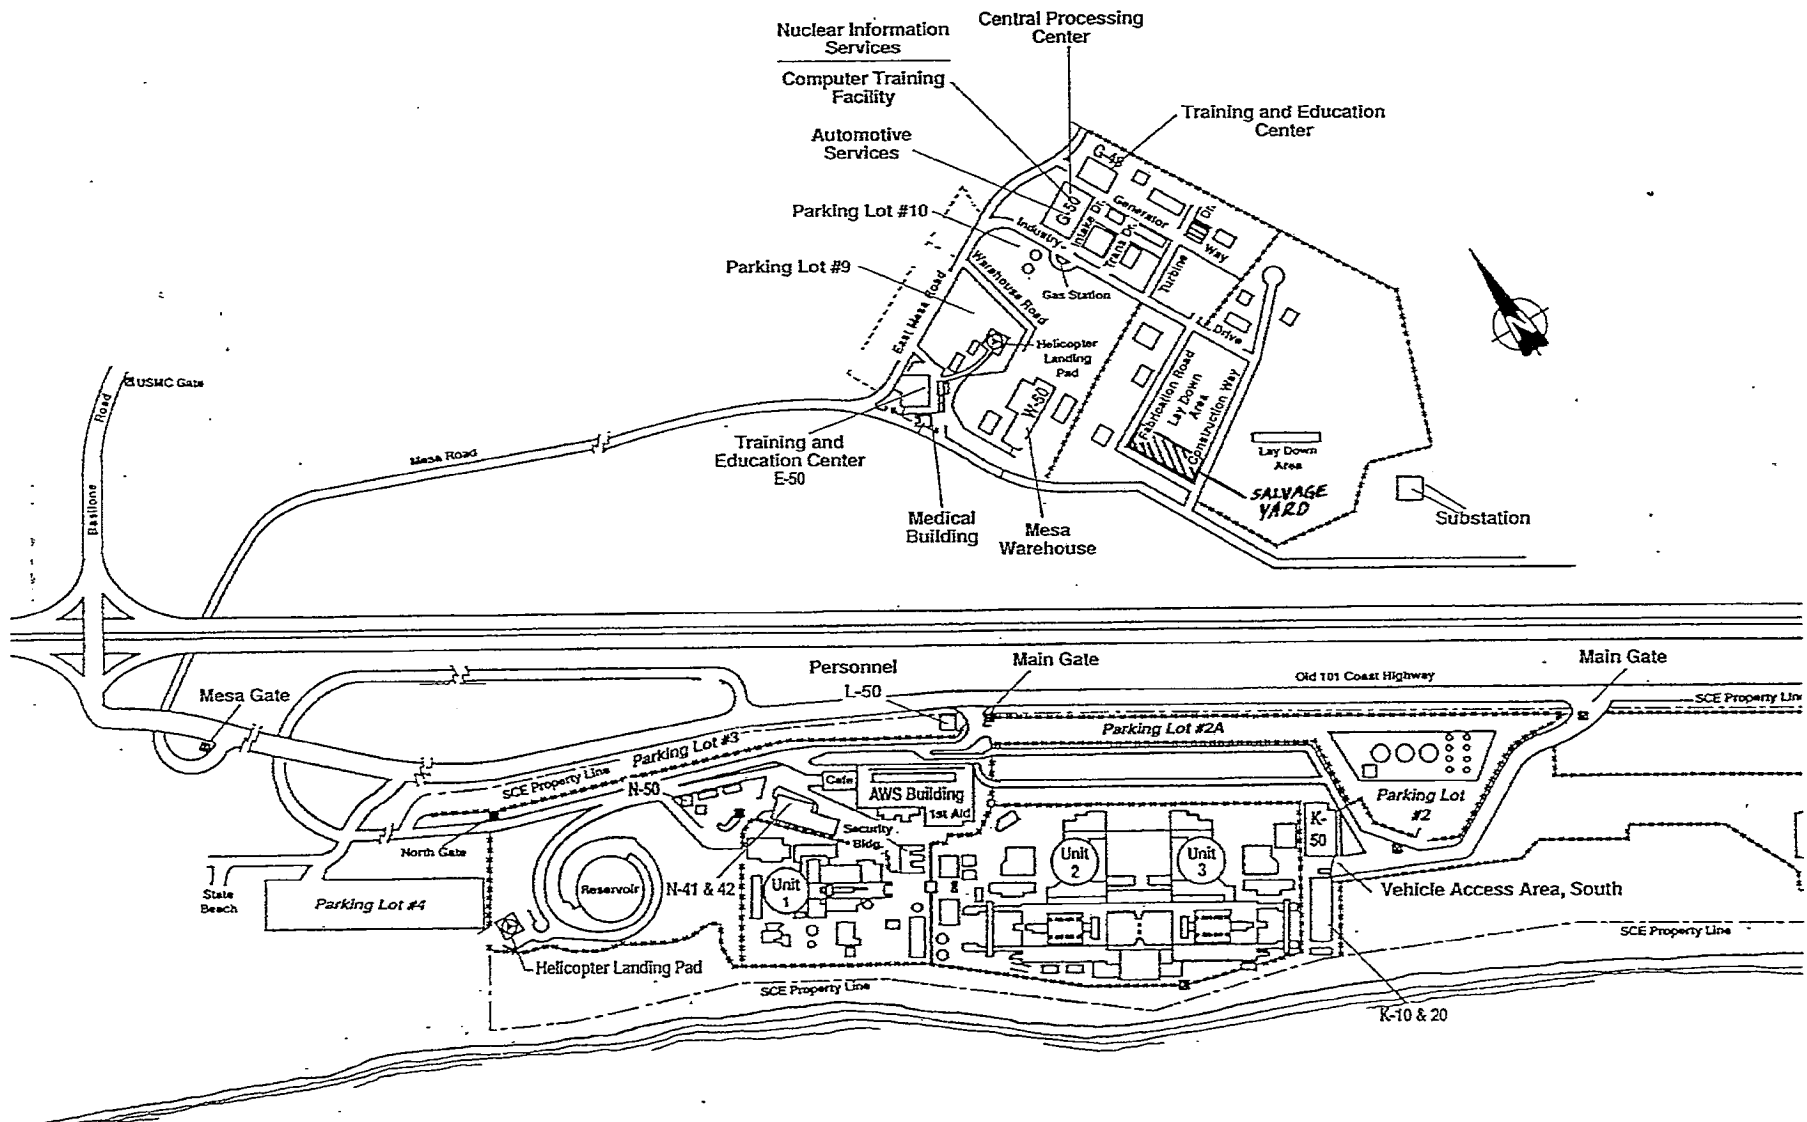 Nuclear Information
Services
Computer Training
Facility
Central Processing
Center
Training and Education
Center
Automotive
Services
Parking Lot #10
Parking Lot #9
G-48
G-50
Generator
Way
Dr.
Intake Dr.
Trans Dr.
Industry
Turbine
Drive
Gas Station
Warehouse Road
East Mesa Road
Helicopter
Landing
Pad
W-50
Fabrication Road
Lay Down
Area
Construction Way
Lay Down
Area
SALVAGE
YARD
Substation
N
USMC Gate
Basilone
Road
Mesa Road
Training and
Education Center
E-50
Medical
Building
Mesa
Warehouse
Mesa Gate
Personnel
L-50
Main Gate
Old 101 Coast Highway
Main Gate
SCE Property Line
Parking Lot #3
Parking Lot #2A
SCE Property Line
N-50
Cafe
AWS Building
1st Aid
Security
Bldg.
Parking Lot
#2
K-
50
North Gate
State
Beach
Parking Lot #4
Reservoir
N-41 & 42
Unit
1
Unit
2
Unit
3
Vehicle Access Area, South
Helicopter Landing Pad
SCE Property Line
SCE Property Line
K-10 & 20